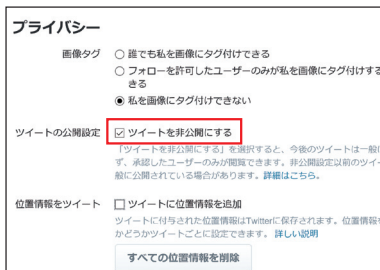 プライバシー
画像タグ
誰でも私を画像にタグ付けできる
フォローを許可したユーザーのみが私を画像にタグ付けする
きる
私を画像にタグ付けできない
ツイートの公開設定
ツイートを非公開にする
「ツイートを非公開にする」を選択すると、今後のツイートは一般に
ず、承認したユーザーのみが閲覧できます。非公開設定以前のツイー
般に公開されている場合があります。詳細はこちら。
位置情報をツイート
ツイートに位置情報を追加
ツイートに付与された位置情報はTwitterに保存されます。位置情報を
かどうかツイートごとに設定できます。 詳しい説明
すべての位置情報を削除